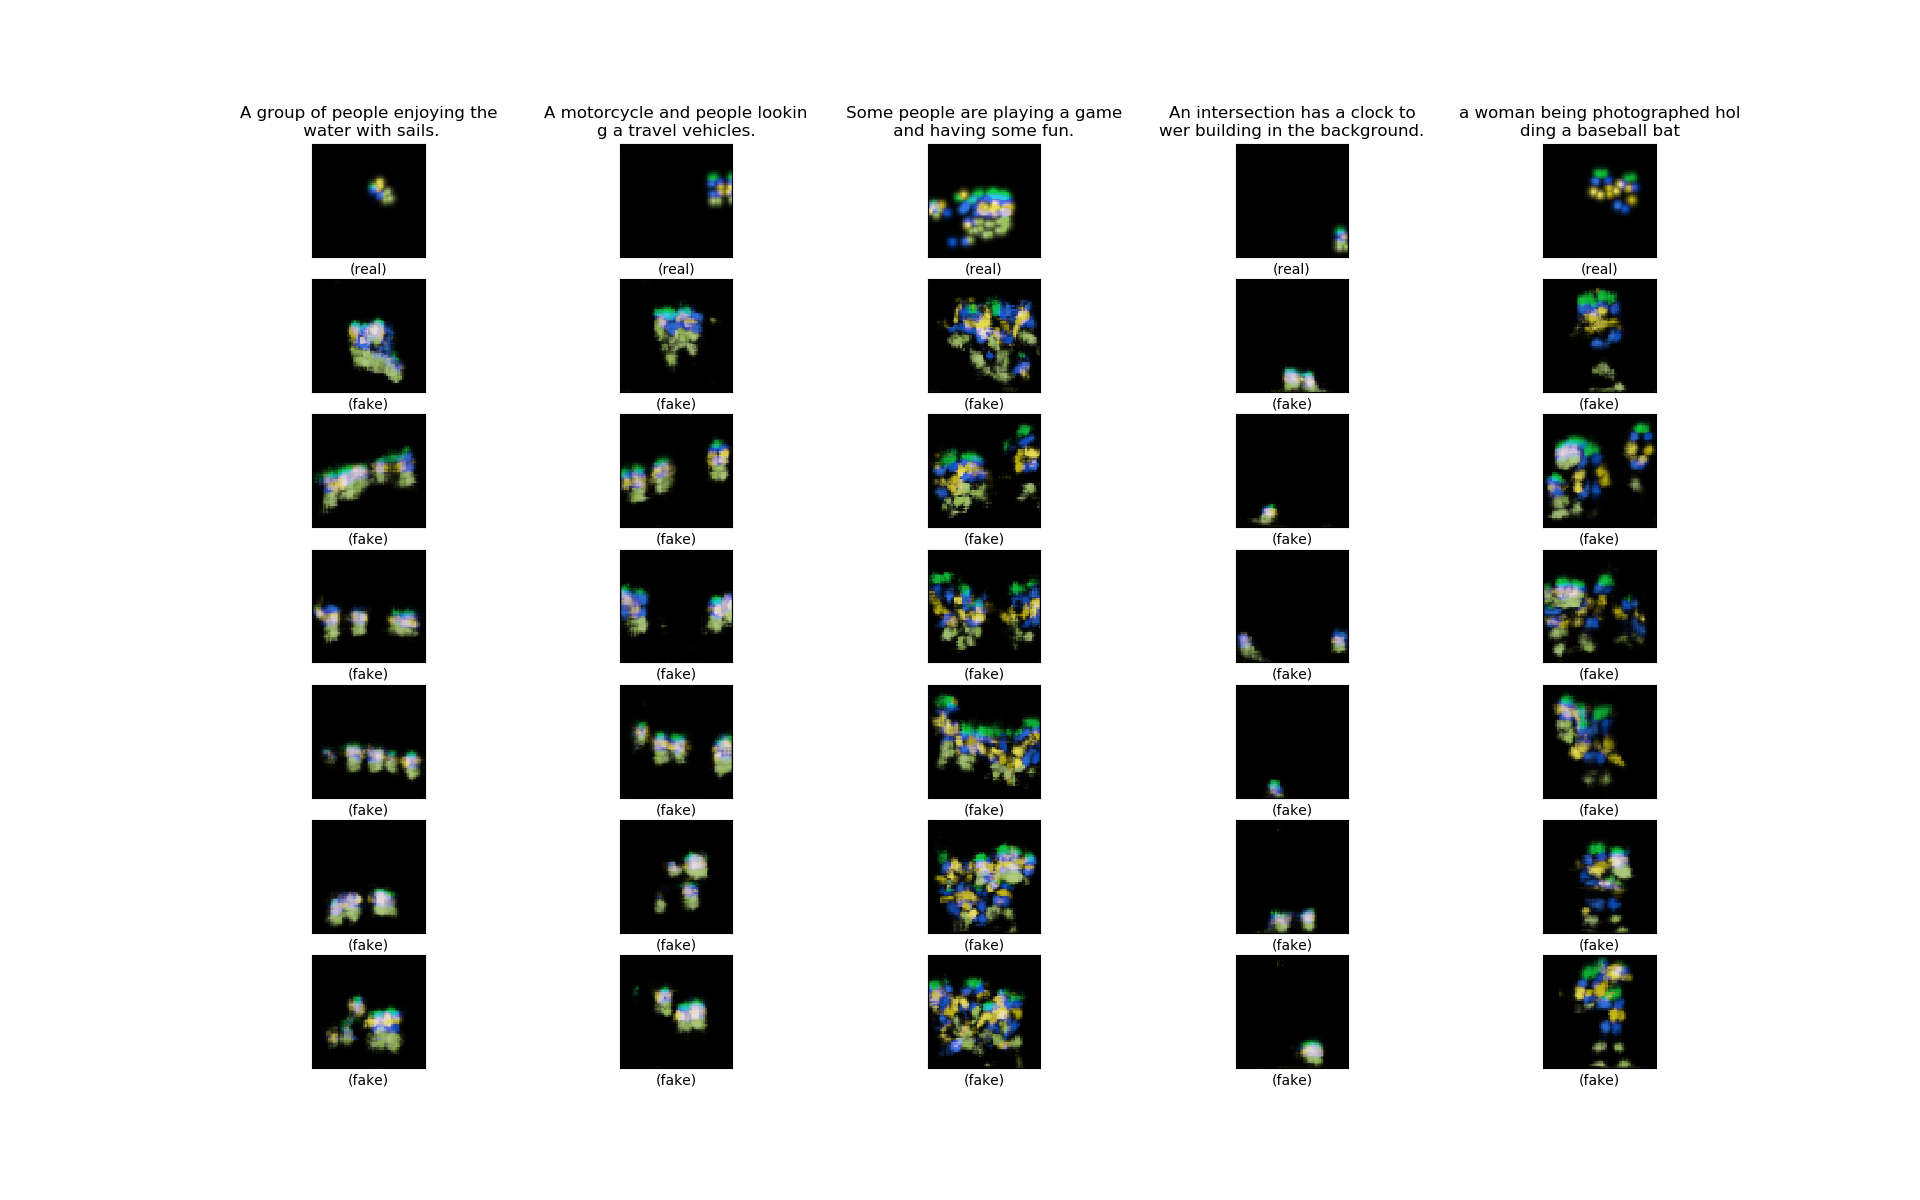 A group of people enjoying the
water with sails.
A motorcycle and people lookin
g a travel vehicles.
Some people are playing a game
and having some fun.
An intersection has a clock to
wer building in the background.
a woman being photographed hol
ding a baseball bat
(real) (real) (real) (real) (real)
(fake) (fake) (fake) (fake) (fake)
(fake) (fake) (fake) (fake) (fake)
(fake) (fake) (fake) (fake) (fake)
(fake) (fake) (fake) (fake) (fake)
(fake) (fake) (fake) (fake) (fake)
(fake) (fake) (fake) (fake) (fake)